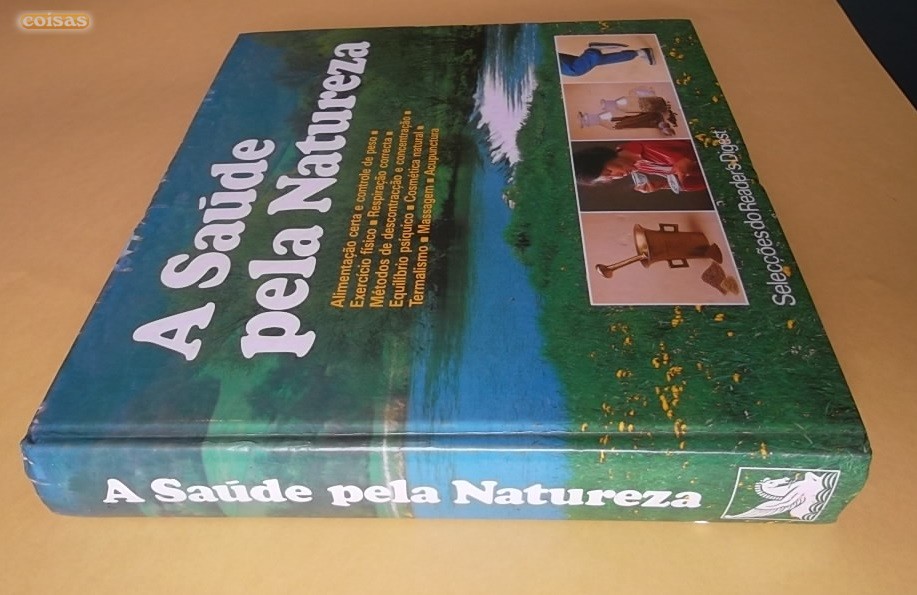 coisas
A Saúde
pela Natureza
Alimentação certa e controle de peso ■
Exercício físico ■ Respiração correcta ■
Métodos de descontracção e concentração ■
Equilíbrio psíquico ■ Cosmética natural ■
Termalismo ■ Massagem ■ Acupunctura
Selecções do Reader's Digest
A Saúde pela Natureza